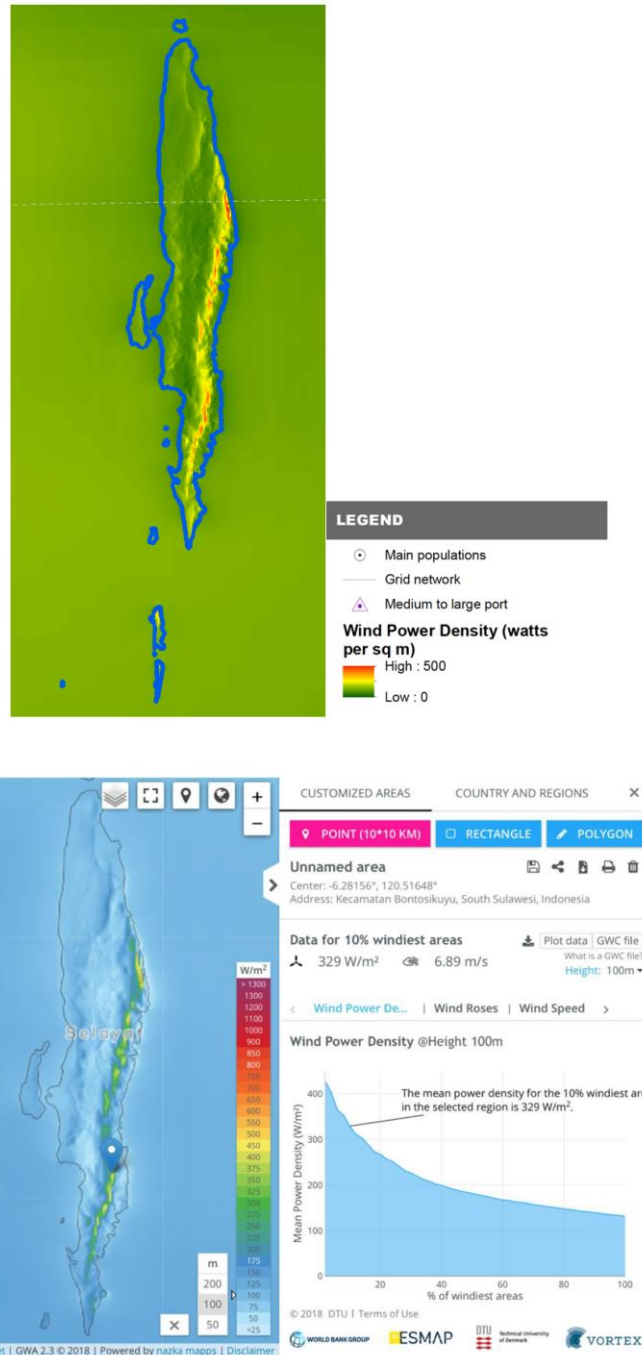 LEGEND
Main populations
Grid network
Medium to large port
Wind Power Density (watts
per sq m)
High : 500
Low : 0
CUSTOMIZED AREAS
COUNTRY AND REGIONS
POINT (10*10 KM)
RECTANGLE
POLYGON
Unnamed area
Center: -6.28156°, 120.51648°
Address: Kecamatan Bontosikuyu, South Sulawesi, Indonesia
Data for 10% windiest areas
Plot data
GWC file
What is a GWC file?
329 W/m²
6.89 m/s
Height: 100m
Wind Power De... | Wind Roses | Wind Speed
Wind Power Density @Height 100m
The mean power density for the 10% windiest are
in the selected region is 329 W/m².
Mean Power Density (W/m²)
400
300
200
100
0
20
40
60
80
100
% of windiest areas
© 2018 DTU | Terms of Use
WORLD BANK GROUP
ESMAP
DTU
Technical University
of Denmark
VORTEX
Selayar
W/m²
> 1300
1300
1200
1100
1000
900
850
800
750
700
650
600
550
500
450
400
375
350
325
300
275
250
225
200
175
150
125
100
75
50
<25
m
200
100
50
et | GWA 2.3 © 2018 | Powered by nazka mapps | Disclaimer